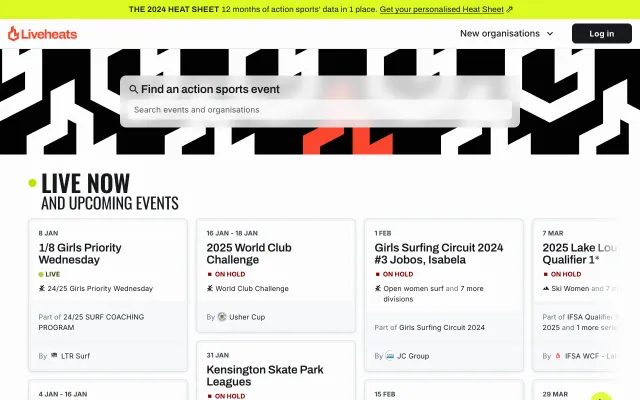 THE 2024 HEAT SHEET 12 months of action sports' data in 1 place. Get your personalised Heat Sheet
Liveheats
New organisations
Log in
Find an action sports event
Search events and organisations
LIVE NOW
AND UPCOMING EVENTS
8 JAN
1/8 Girls Priority
Wednesday
LIVE
24/25 Girls Priority Wednesday
Part of 24/25 SURF COACHING
PROGRAM
By LTR Surf
4 JAN - 16 JAN
16 JAN - 18 JAN
2025 World Club
Challenge
ON HOLD
World Club Challenge
By Usher Cup
31 JAN
Kensington Skate Park
Leagues
ON HOLD
1 FEB
Girls Surfing Circuit 2024
#3 Jobos, Isabela
ON HOLD
Open women surf and 7 more
divisions
Part of Girls Surfing Circuit 2024
By JC Group
15 FEB
7 MAR
2025 Lake Lou
Qualifier 1*
ON HOLD
Ski Women and 7 m
Part of IFSA Qualifier
2025 and 1 more serie
By IFSA WCF - La
29 MAR